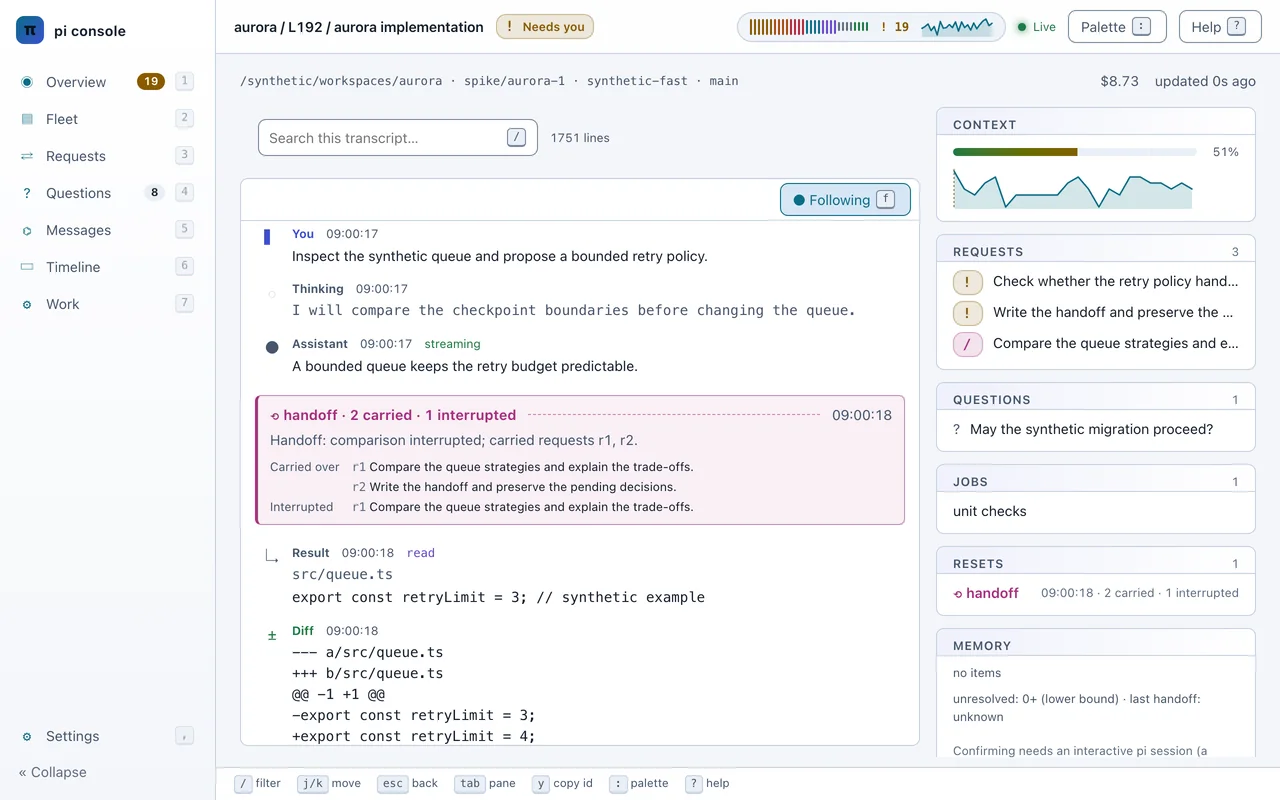 π pi console
Overview 19 1
Fleet 2
Requests 3
? Questions 8 4
Messages 5
Timeline 6
Work 7
Settings ,
« Collapse
aurora / L192 / aurora implementation ! Needs you
! 19 Live Palette : Help ?
/synthetic/workspaces/aurora · spike/aurora-1 · synthetic-fast · main
$8.73 updated 0s ago
Search this transcript... / 1751 lines
Following f
You 09:00:17
Inspect the synthetic queue and propose a bounded retry policy.
Thinking 09:00:17
I will compare the checkpoint boundaries before changing the queue.
Assistant 09:00:17 streaming
A bounded queue keeps the retry budget predictable.
handoff · 2 carried · 1 interrupted 09:00:18
Handoff: comparison interrupted; carried requests r1, r2.
Carried over r1 Compare the queue strategies and explain the trade-offs.
r2 Write the handoff and preserve the pending decisions.
Interrupted r1 Compare the queue strategies and explain the trade-offs.
Result 09:00:18 read
src/queue.ts
export const retryLimit = 3; // synthetic example
± Diff 09:00:18
--- a/src/queue.ts
+++ b/src/queue.ts
@@ -1 +1 @@
-export const retryLimit = 3;
+export const retryLimit = 4;
CONTEXT
51%
REQUESTS 3
! Check whether the retry policy hand...
! Write the handoff and preserve the ...
/ Compare the queue strategies and e...
QUESTIONS 1
? May the synthetic migration proceed?
JOBS 1
unit checks
RESETS 1
handoff 09:00:18 · 2 carried · 1 interrupted
MEMORY
no items
unresolved: 0+ (lower bound) · last handoff:
unknown
Confirming needs an interactive pi session (a
/ filter j/k move esc back tab pane y copy id : palette ? help